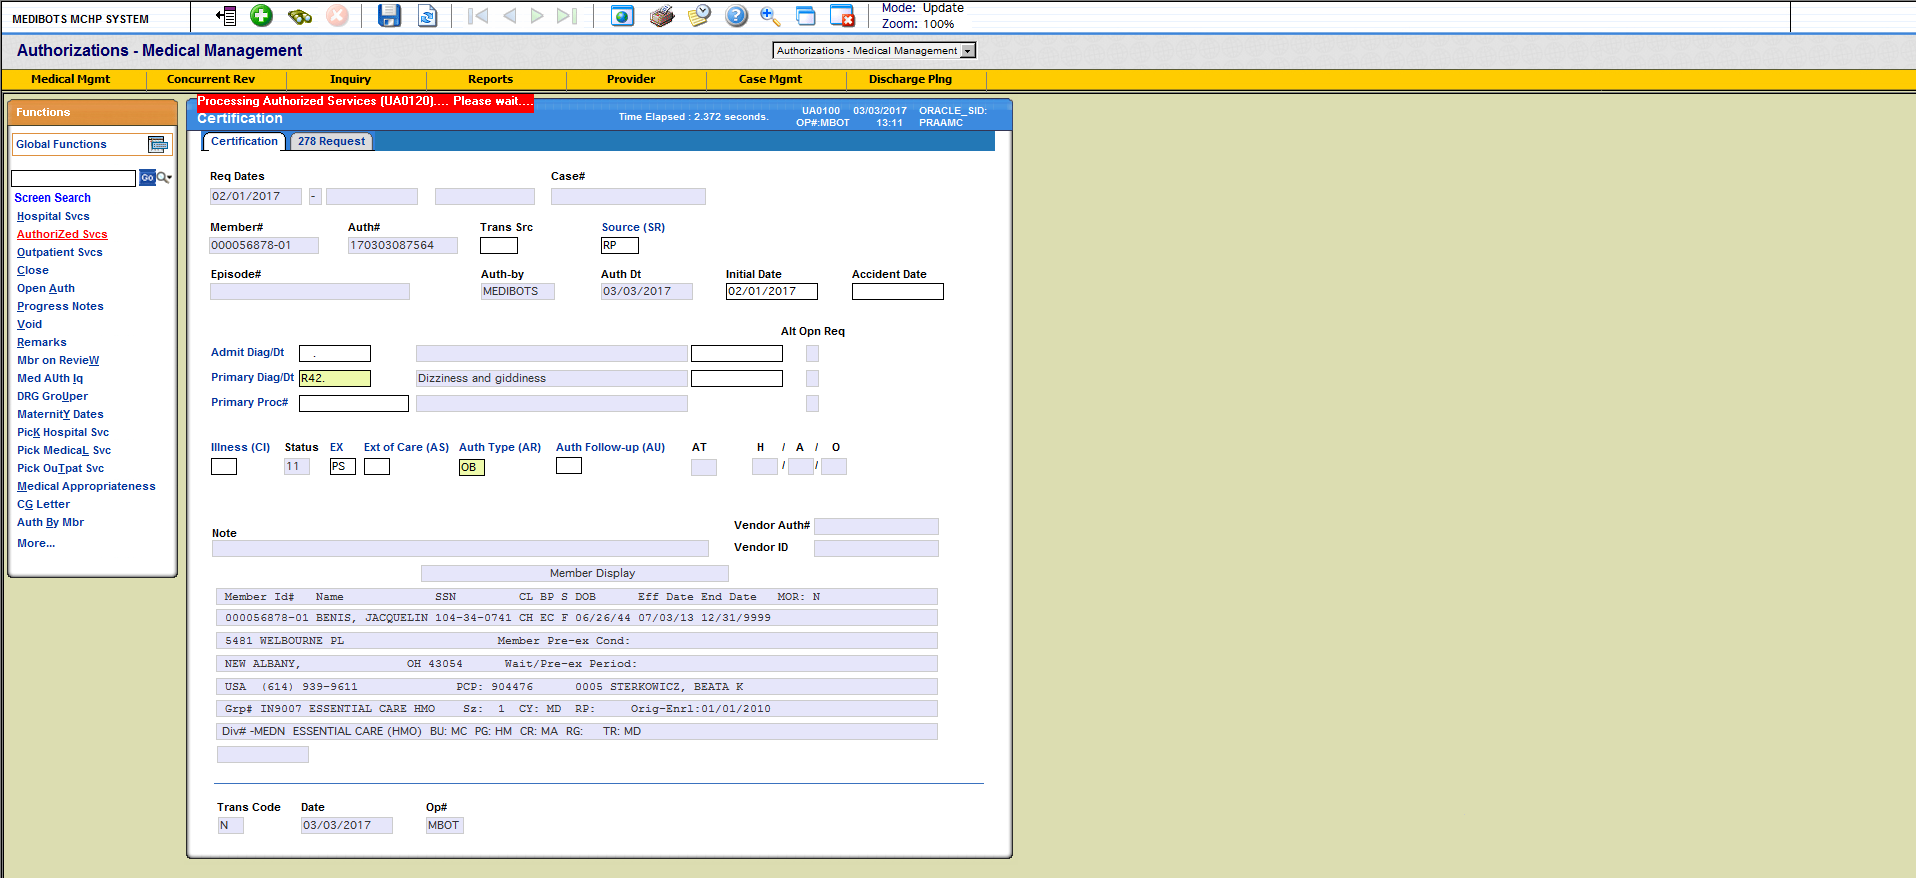 MEDIBOTS MCHP SYSTEM
Mode: Update
Zoom: 100%
Authorizations - Medical Management
Authorizations - Medical Management
Medical Mgmt Concurrent Rev Inquiry Reports Provider Case Mgmt Discharge Plng
Functions
Global Functions
Go
Screen Search
Hospital Svcs
AuthoriZed Svcs
Outpatient Svcs
Close
Open Auth
Progress Notes
Void
Remarks
Mbr on RevieW
Med AUth Iq
DRG GroUper
MaternitY Dates
PicK Hospital Svc
Pick MedicaL Svc
Pick OuTpat Svc
Medical Appropriateness
CG Letter
Auth By Mbr
More...
Processing Authorized Services (UA0120).... Please wait....
Certification
Time Elapsed : 2.372 seconds.
UA0100 03/03/2017 ORACLE_SID:
OP#:MBOT 13:11 PRAAMC
Certification 278 Request
Req Dates Case#
02/01/2017 -
Member# Auth# Trans Src Source (SR)
000056878-01 170303087564 RP
Episode# Auth-by Auth Dt Initial Date Accident Date
MEDIBOTS 03/03/2017 02/01/2017
Alt Opn Req
Admit Diag/Dt .
Primary Diag/Dt R42. Dizziness and giddiness
Primary Proc#
Illness (CI) Status EX Ext of Care (AS) Auth Type (AR) Auth Follow-up (AU) AT H / A / O
11 PS OB / /
Note
Vendor Auth#
Vendor ID
Member Display
Member Id# Name SSN CL BP S DOB Eff Date End Date MOR: N
000056878-01 BENIS, JACQUELIN 104-34-0741 CH EC F 06/26/44 07/03/13 12/31/9999
5481 WELBOURNE PL Member Pre-ex Cond:
NEW ALBANY, OH 43054 Wait/Pre-ex Period:
USA (614) 939-9611 PCP: 904476 0005 STERKOWICZ, BEATA K
Grp# IN9007 ESSENTIAL CARE HMO Sz: 1 CY: MD RP: Orig-Enrl:01/01/2010
Div# -MEDN ESSENTIAL CARE (HMO) BU: MC PG: HM CR: MA RG: TR: MD
Trans Code Date Op#
N 03/03/2017 MBOT